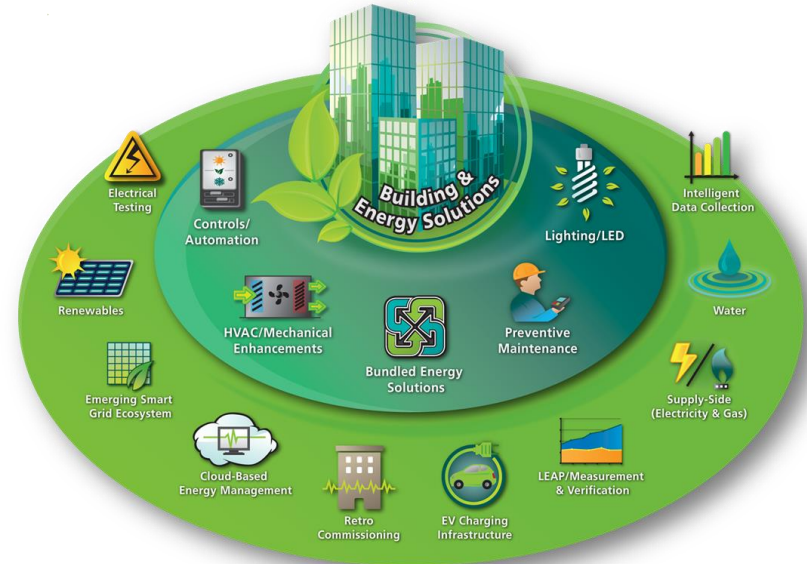 Building &
Energy Solutions
Electrical
Testing
Controls/
Automation
Lighting/LED
Intelligent
Data Collection
Renewables
HVAC/Mechanical
Enhancements
Bundled Energy
Solutions
Preventive
Maintenance
Water
Emerging Smart
Grid Ecosystem
Supply-Side
(Electricity & Gas)
Cloud-Based
Energy Management
Retro
Commissioning
EV Charging
Infrastructure
LEAP/Measurement
& Verification